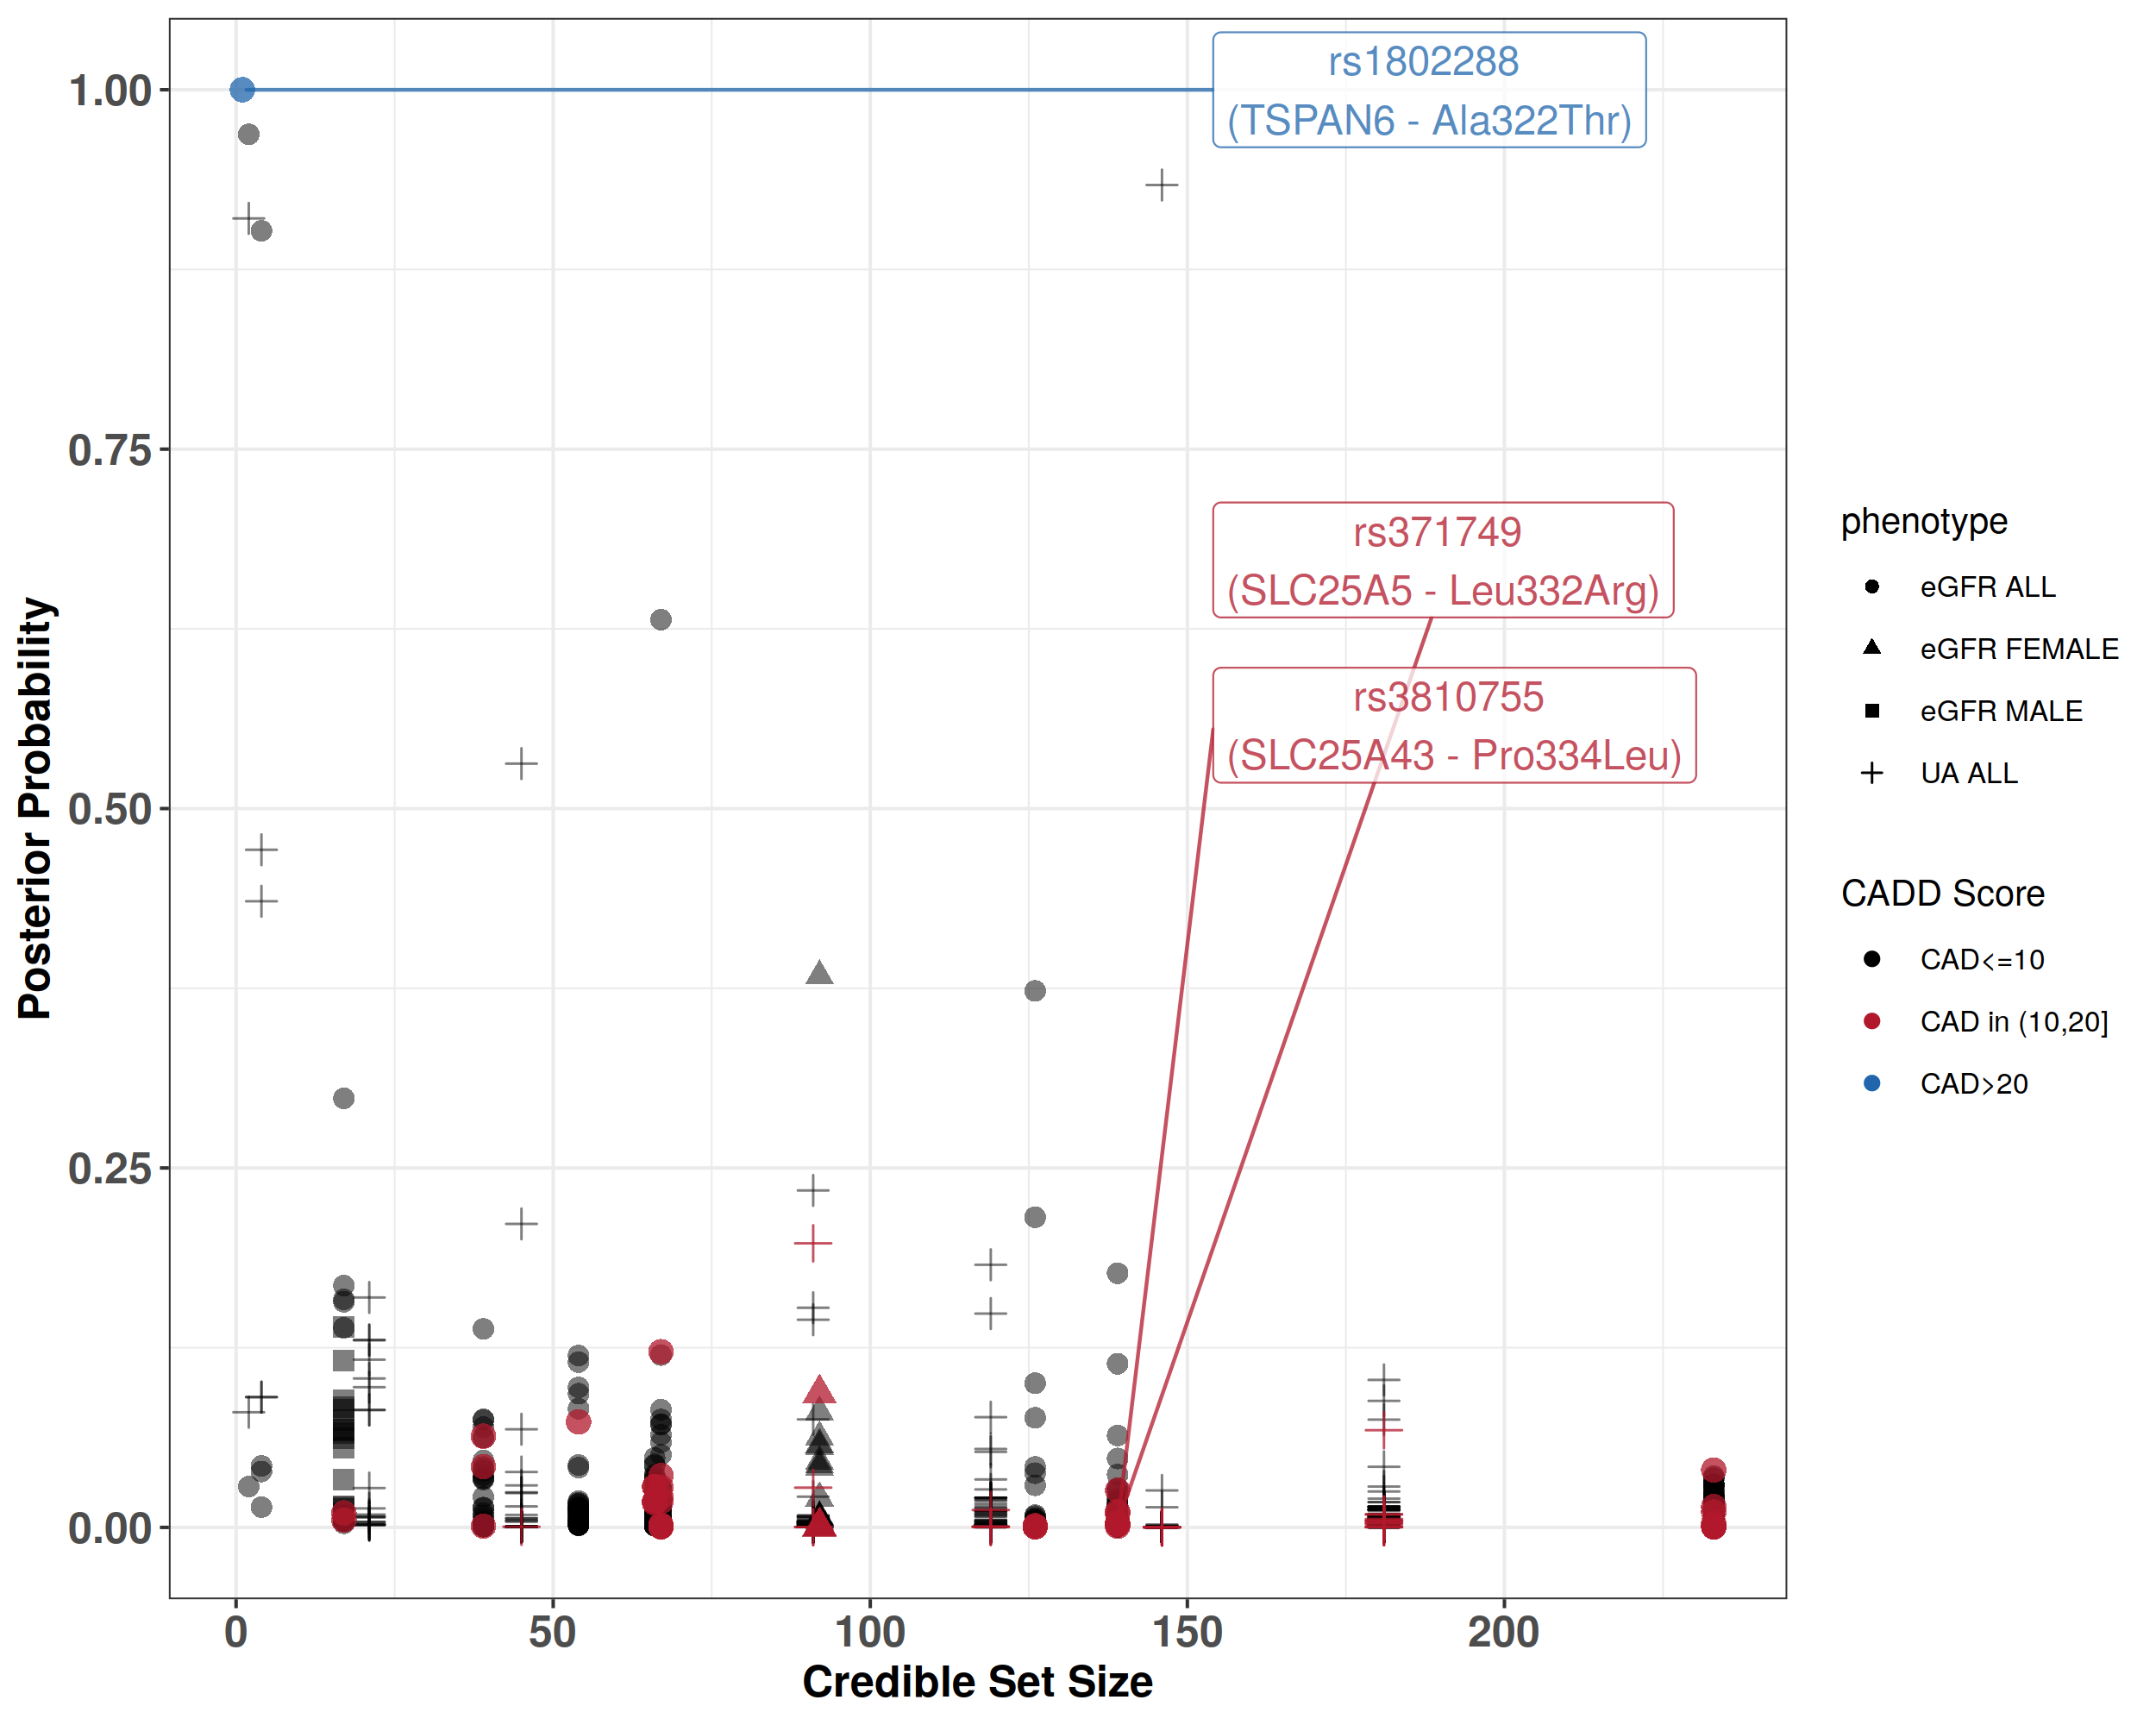 rs1802288
(TSPAN6 - Ala322Thr)
rs371749
(SLC25A5 - Leu332Arg)
rs3810755
(SLC25A43 - Pro334Leu)
1.00
0.75
0.50
0.25
0.00
Posterior Probability
0 50 100 150 200
Credible Set Size
phenotype
eGFR ALL
eGFR FEMALE
eGFR MALE
UA ALL
CADD Score
CAD<=10
CAD in (10,20]
CAD>20